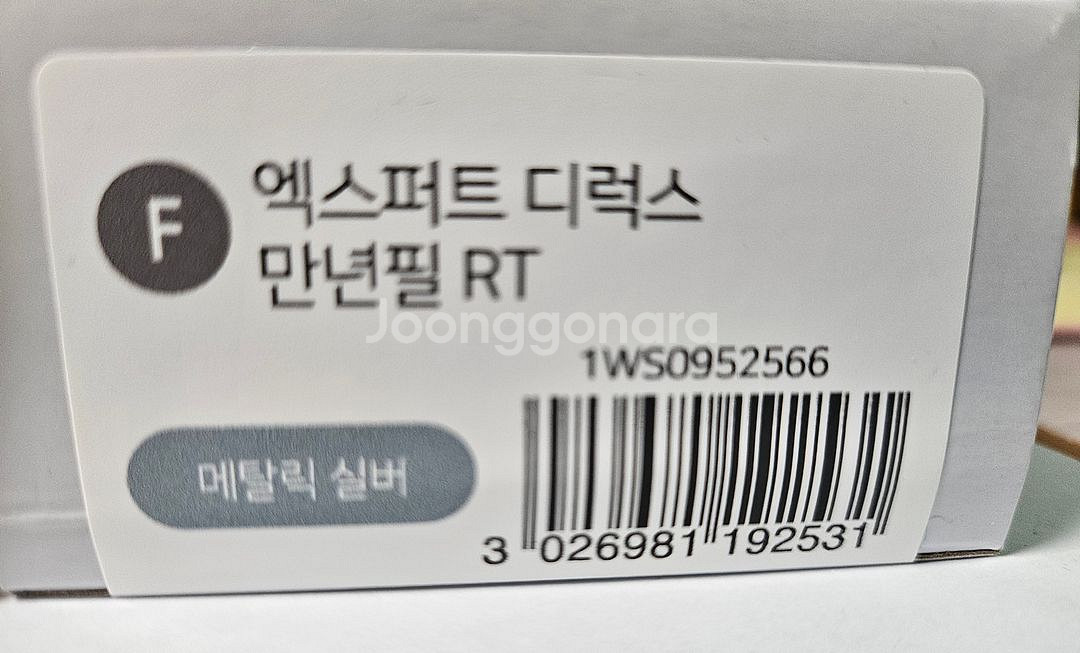 F
엑스퍼트 디럭스
만년필 RT
Joonggonara
1WS0952566
메탈릭 실버
3 026981 192531